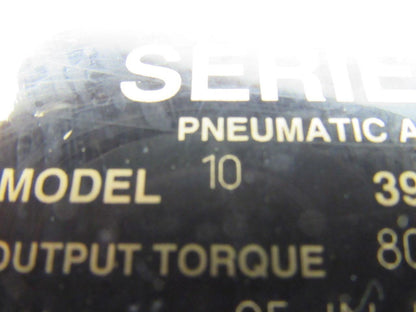 SERIE
PNEUMATIC A
MODEL 10 39
OUTPUT TORQUE 80